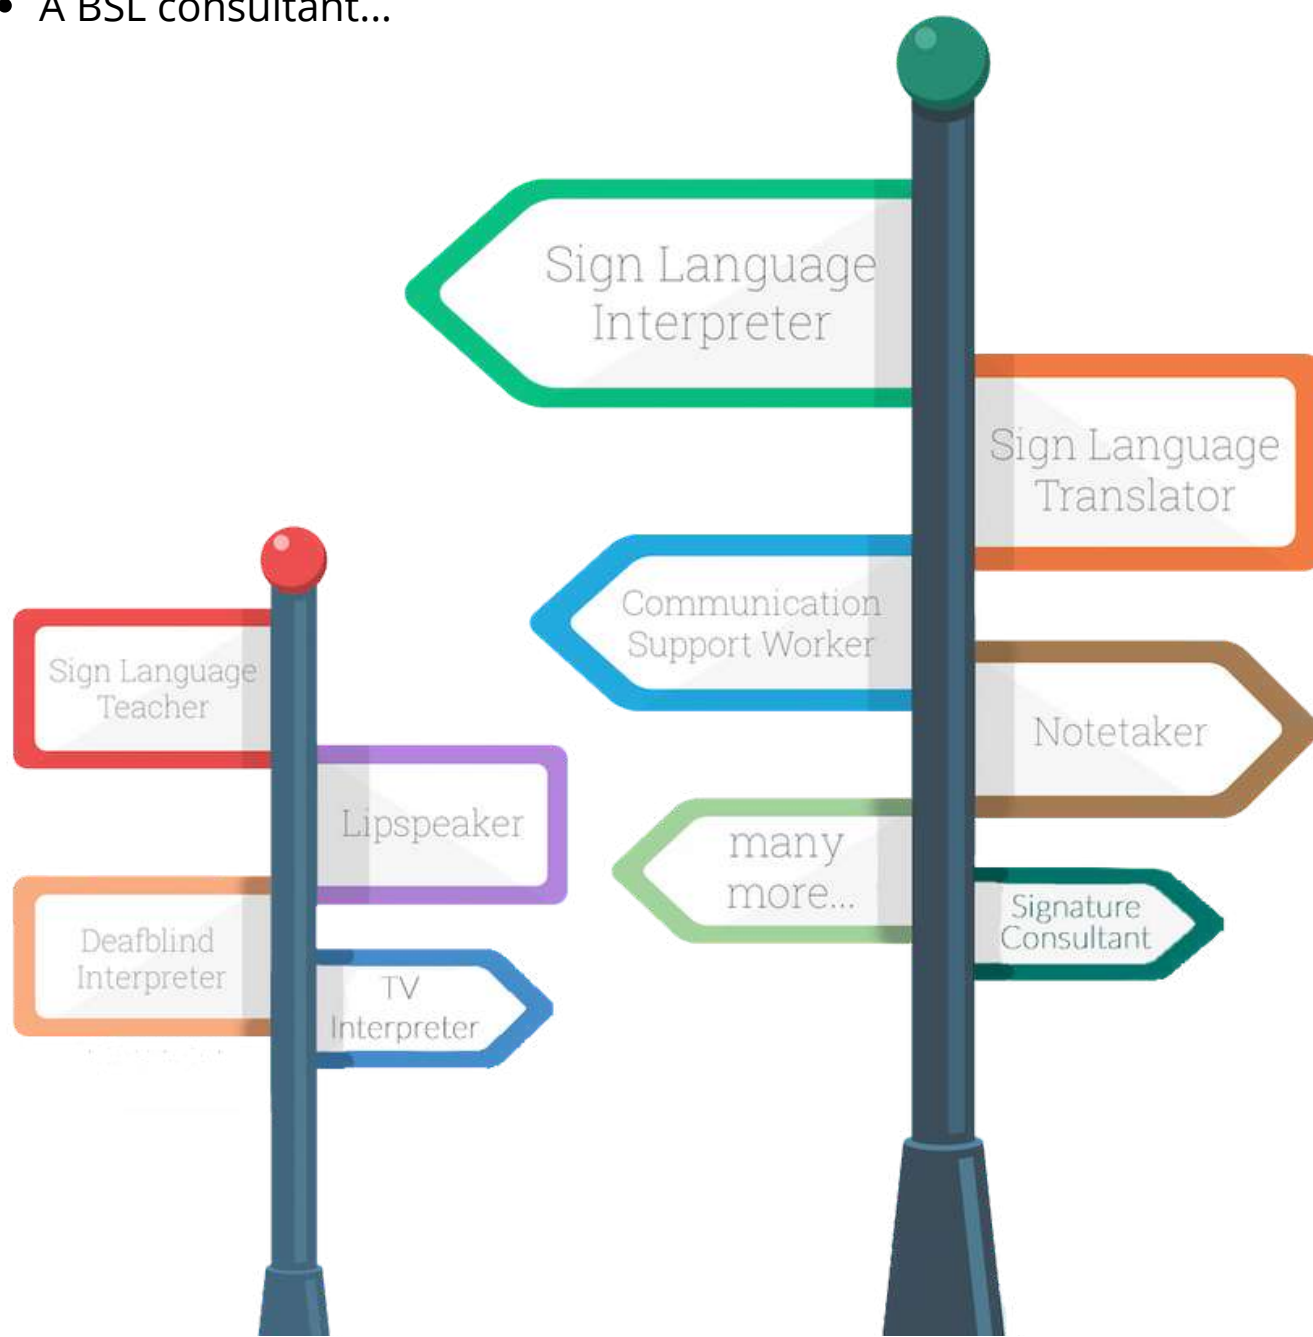 • A BSL consultant...
Sign Language
Interpreter
Sign Language
Translator
Communication
Support Worker
Notetaker
many
more...
Signature
Consultant
Sign Language
Teacher
Lipspeaker
Deafblind
Interpreter
TV
Interpreter